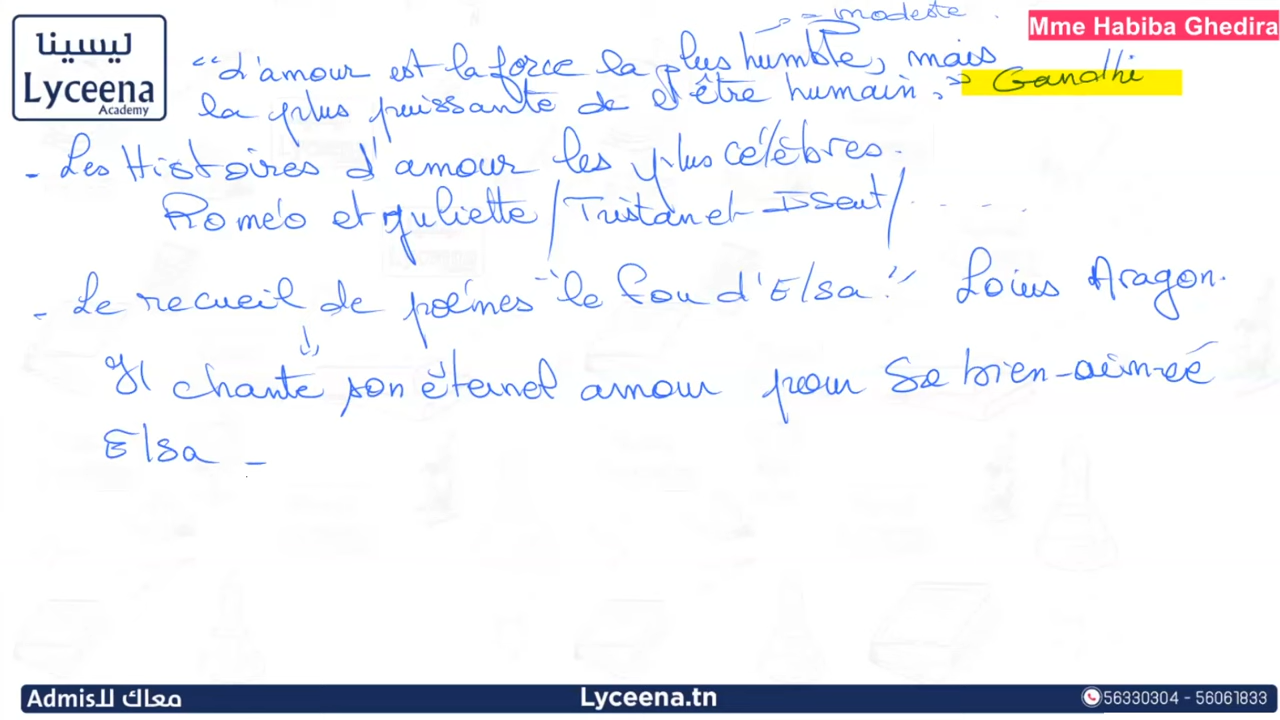 = modeste.
Mme Habiba Ghedira
ليسينا
Lyceena
Academy
"L'amour est la force la plus humble, mais
la plus puissante de l'être humain." Gandhi
- Les Histoires d'amour les plus célèbres.
Roméo et Juliette / Tristan et Iseut / . . . . .
- Le recueil de poémes "le fou d'Elsa." Loius Aragon.
Il chante son éternel amour pour sa bien-aimée
Elsa -
Admis معاك للـ
Lyceena.tn
56330304 - 56061833